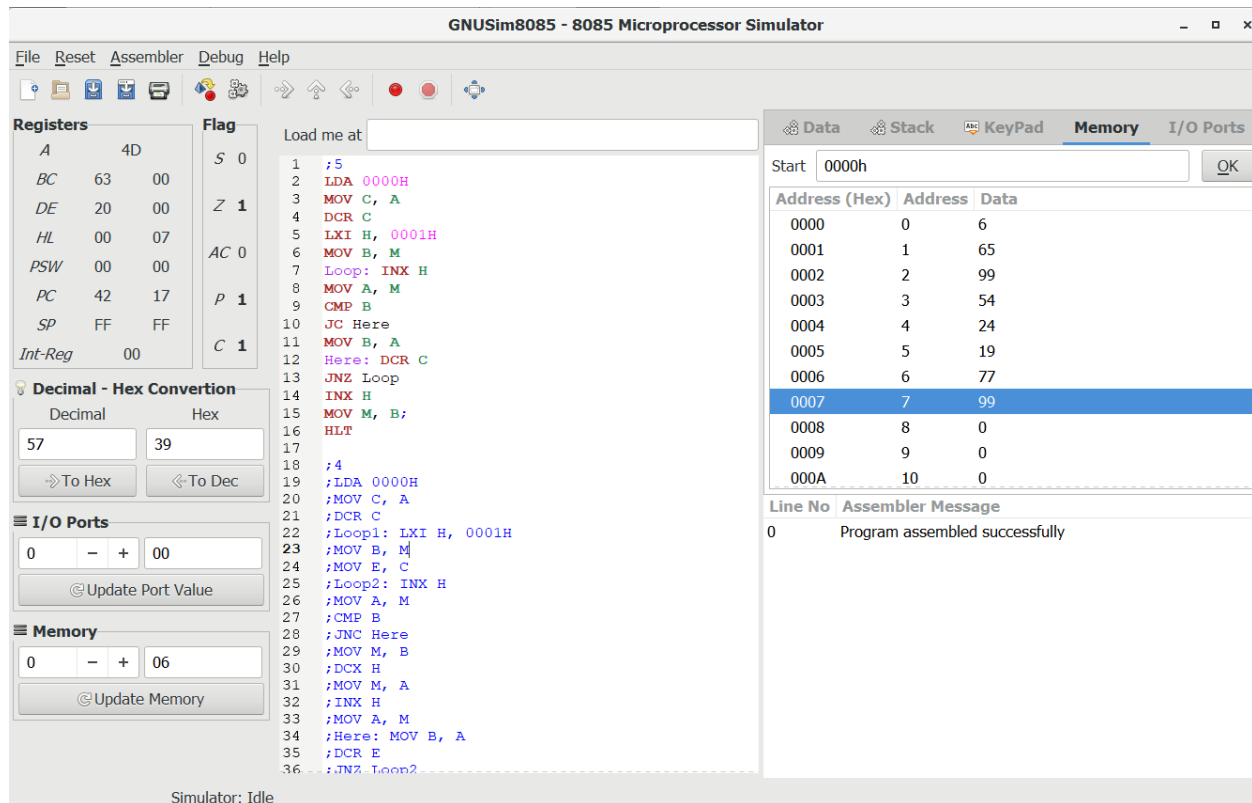 GNUSim8085 - 8085 Microprocessor Simulator
File Reset Assembler Debug Help
Registers
A 4D
BC 63 00
DE 20 00
HL 00 07
PSW 00 00
PC 42 17
SP FF FF
Int-Reg 00
Flag
S 0
Z 1
AC 0
P 1
C 1
Decimal - Hex Convertion
Decimal Hex
57 39
To Hex To Dec
I/O Ports
0 − + 00
Update Port Value
Memory
0 − + 06
Update Memory
Load me at
1 ;5
2 LDA 0000H
3 MOV C, A
4 DCR C
5 LXI H, 0001H
6 MOV B, M
7 Loop: INX H
8 MOV A, M
9 CMP B
10 JC Here
11 MOV B, A
12 Here: DCR C
13 JNZ Loop
14 INX H
15 MOV M, B;
16 HLT
17
18 ;4
19 ;LDA 0000H
20 ;MOV C, A
21 ;DCR C
22 ;Loop1: LXI H, 0001H
23 ;MOV B, M
24 ;MOV E, C
25 ;Loop2: INX H
26 ;MOV A, M
27 ;CMP B
28 ;JNC Here
29 ;MOV M, B
30 ;DCX H
31 ;MOV M, A
32 ;INX H
33 ;MOV A, M
34 ;Here: MOV B, A
35 ;DCR E
36 ;JNZ Loop2
Data Stack KeyPad Memory I/O Ports
Start 0000h OK
Address (Hex) Address Data
0000 0 6
0001 1 65
0002 2 99
0003 3 54
0004 4 24
0005 5 19
0006 6 77
0007 7 99
0008 8 0
0009 9 0
000A 10 0
Line No Assembler Message
0 Program assembled successfully
Simulator: Idle